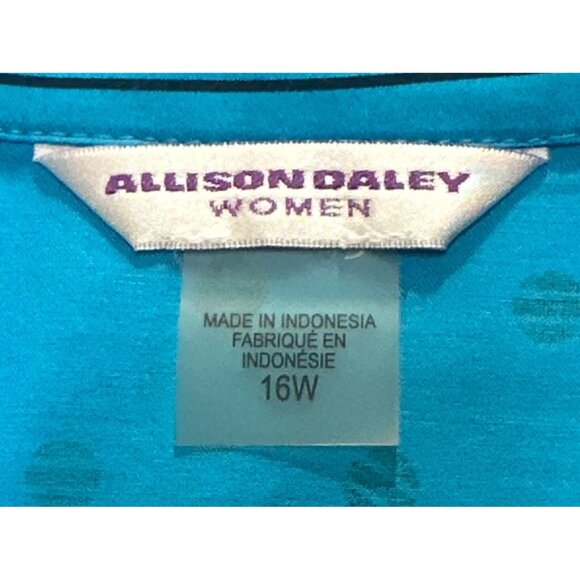 ALLISON DALEY
WOMEN
MADE IN INDONESIA
FABRIQUÉ EN
INDONÉSIE
16W